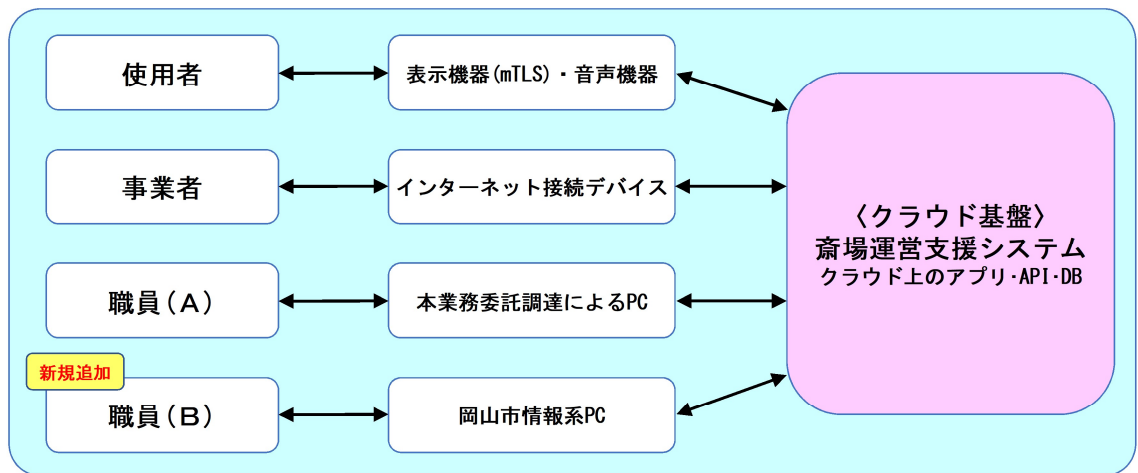 使用者
表示機器(mTLS)・音声機器
事業者
インターネット接続デバイス
〈クラウド基盤〉
斎場運営支援システム
クラウド上のアプリ・API・DB
職員(A)
本業務委託調達によるPC
新規追加
職員(B)
岡山市情報系PC